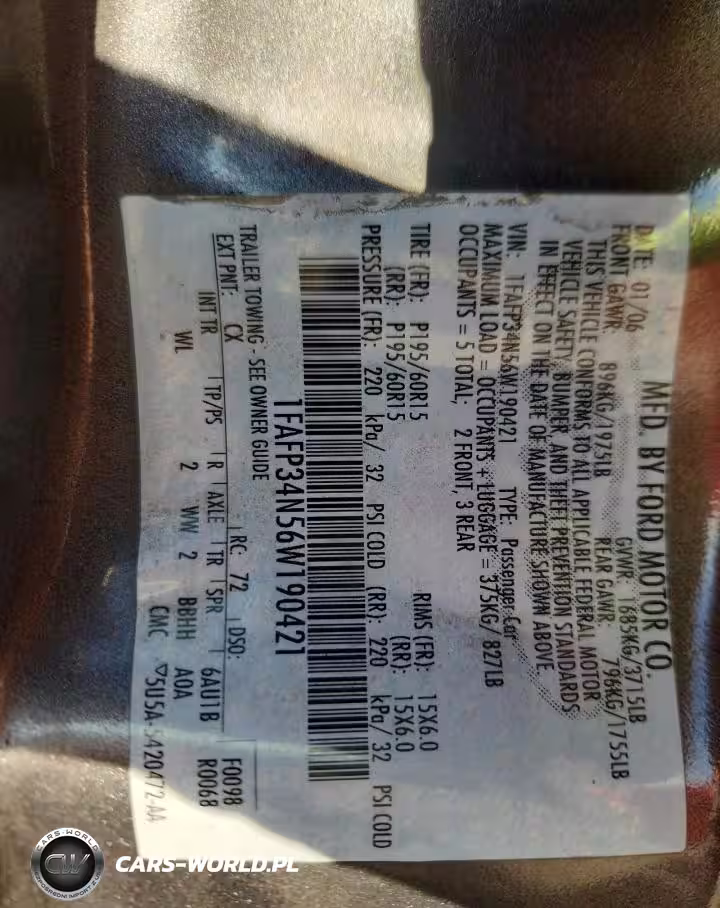 MFD. BY FORD MOTOR CO.
DATE: 01/06 GVWR: 1685KG/3715LB
FRONT GAWR: 896KG/1975LB REAR GAWR: 796KG/1755LB
THIS VEHICLE CONFORMS TO ALL APPLICABLE FEDERAL MOTOR
VEHICLE SAFETY, BUMPER, AND THEFT PREVENTION STANDARDS
IN EFFECT ON THE DATE OF MANUFACTURE SHOWN ABOVE.
VIN: 1FAFP34N56W190421 TYPE: Passenger Car
MAXIMUM LOAD = OCCUPANTS + LUGGAGE = 375KG/ 827LB
OCCUPANTS = 5 TOTAL; 2 FRONT, 3 REAR
TIRE (FR): P195/60R15 RIMS (FR): 15X6.0
(RR): P195/60R15 (RR): 15X6.0
PRESSURE (FR): 220 kPa/ 32 PSI COLD (RR): 220 kPa/ 32 PSI COLD
1FAFP34N56W190421
TRAILER TOWING - SEE OWNER GUIDE
EXT PNT: CX RC: 72 DSO: F0098
R0068
INT TR TP/PS R AXLE TR SPR 6AU1B
WL 2 WW 2 BBHH AOA
CMC ▽5U5A-5420472-AA
CARS-WORLD
CW
BEZPOŚREDNI IMPORT Z USA
CARS-WORLD.PL